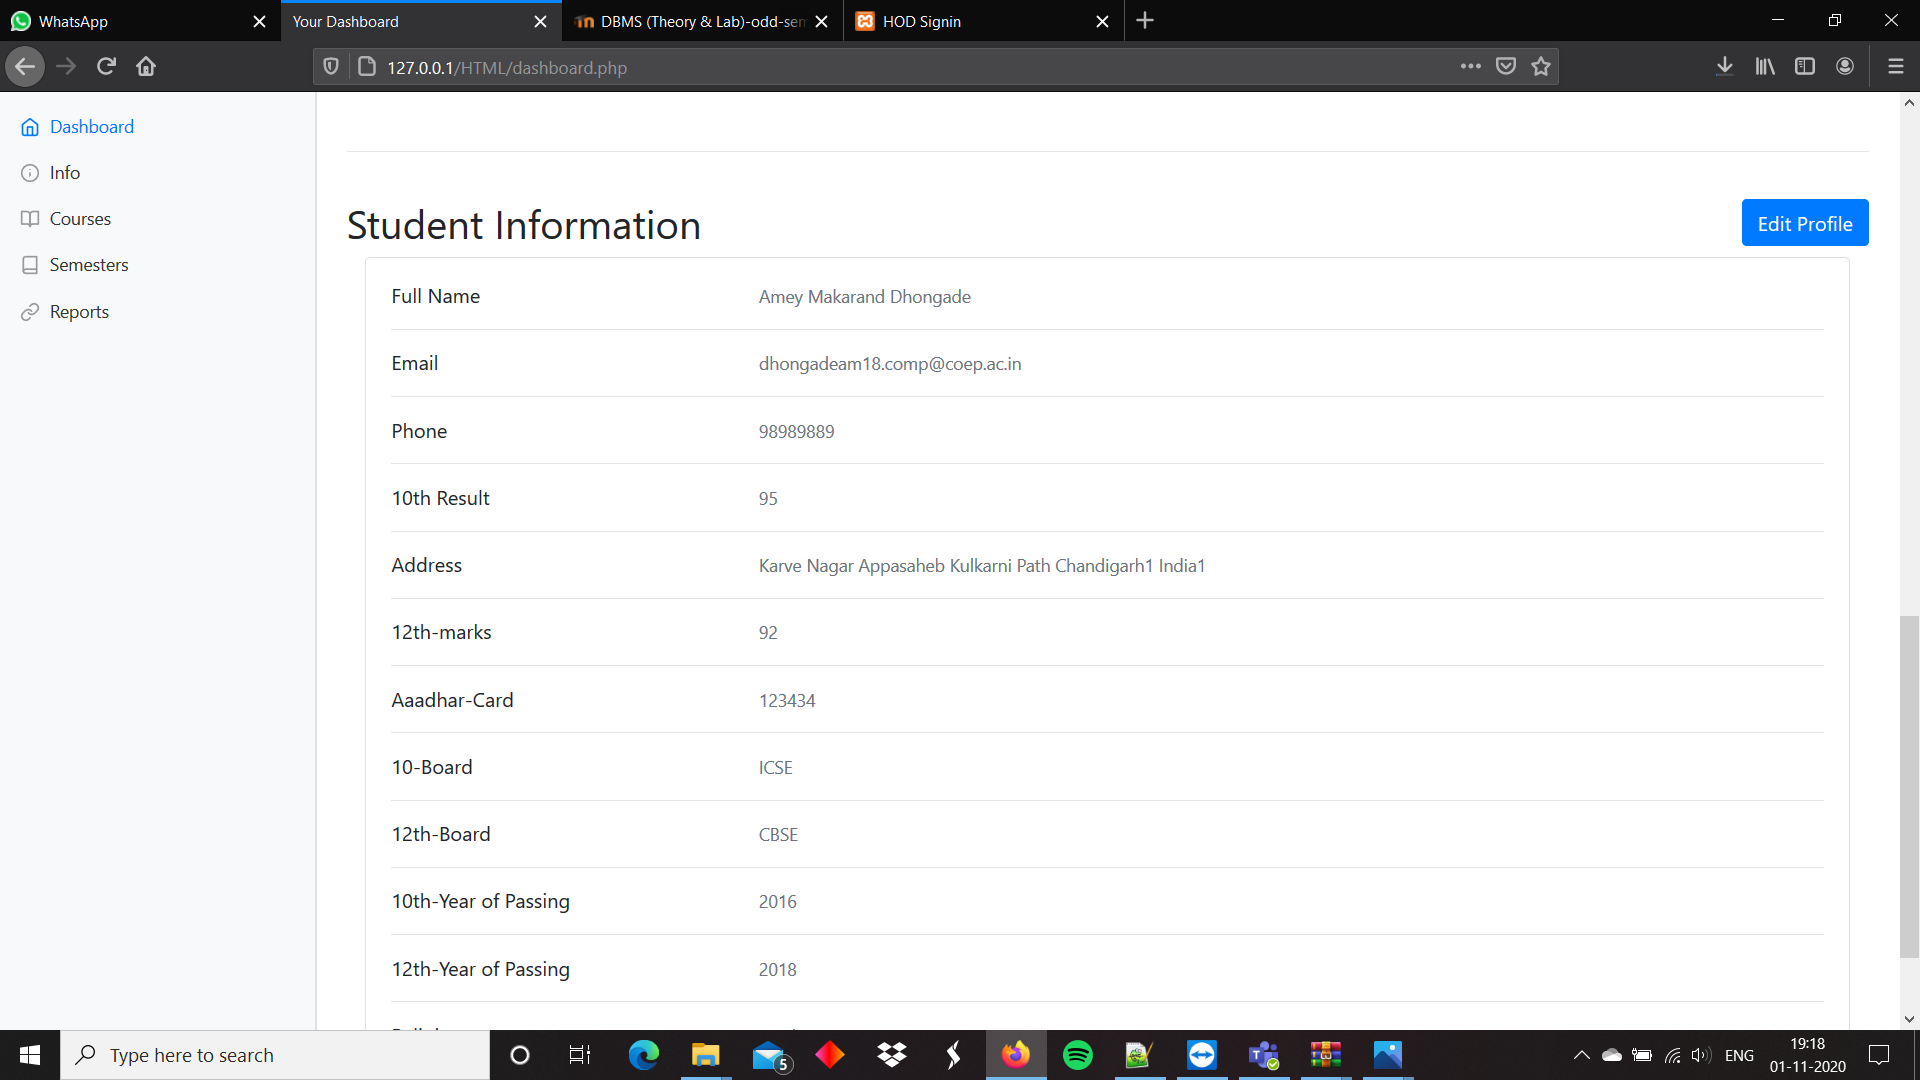 WhatsApp
Your Dashboard
DBMS (Theory & Lab)-odd-sem
HOD Signin
127.0.0.1/HTML/dashboard.php
Dashboard
Info
Courses
Semesters
Reports
Student Information
Edit Profile
Full Name Amey Makarand Dhongade
Email dhongadeam18.comp@coep.ac.in
Phone 98989889
10th Result 95
Address Karve Nagar Appasaheb Kulkarni Path Chandigarh1 India1
12th-marks 92
Aaadhar-Card 123434
10-Board ICSE
12th-Board CBSE
10th-Year of Passing 2016
12th-Year of Passing 2018
Type here to search
5
ENG
19:18
01-11-2020